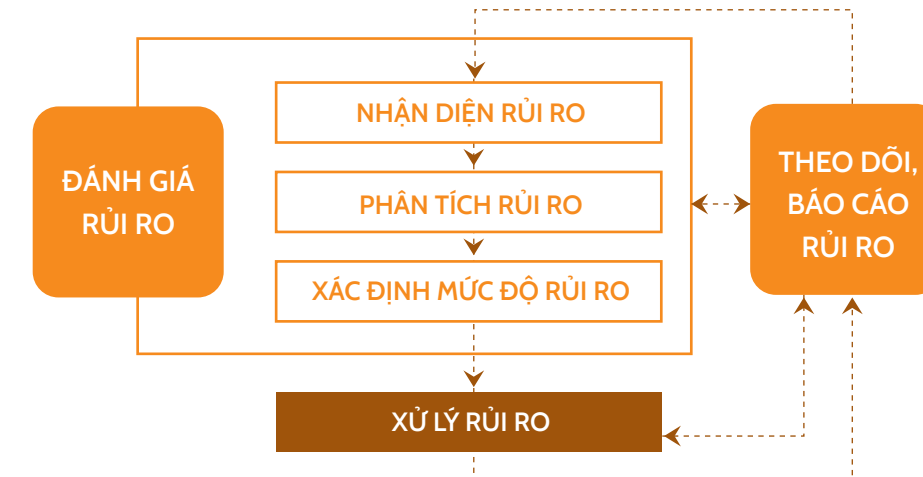 NHẬN DIỆN RỦI RO
ĐÁNH GIÁ
RỦI RO
PHÂN TÍCH RỦI RO
XÁC ĐỊNH MỨC ĐỘ RỦI RO
THEO DÕI,
BÁO CÁO
RỦI RO
XỬ LÝ RỦI RO